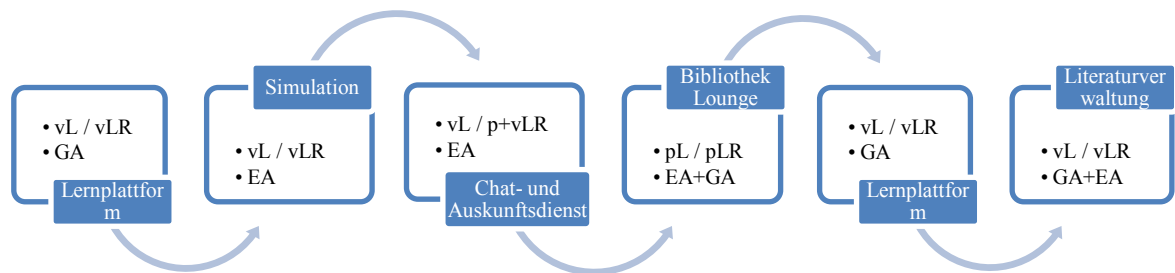 • vL / vLR
• GA
Lernplattfor
m
Simulation
• vL / vLR
• EA
• vL / p+vLR
• EA
Chat- und
Auskunftsdienst
Bibliothek
Lounge
• pL / pLR
• EA+GA
• vL / vLR
• GA
Lernplattfor
m
Literaturver
waltung
• vL / vLR
• GA+EA